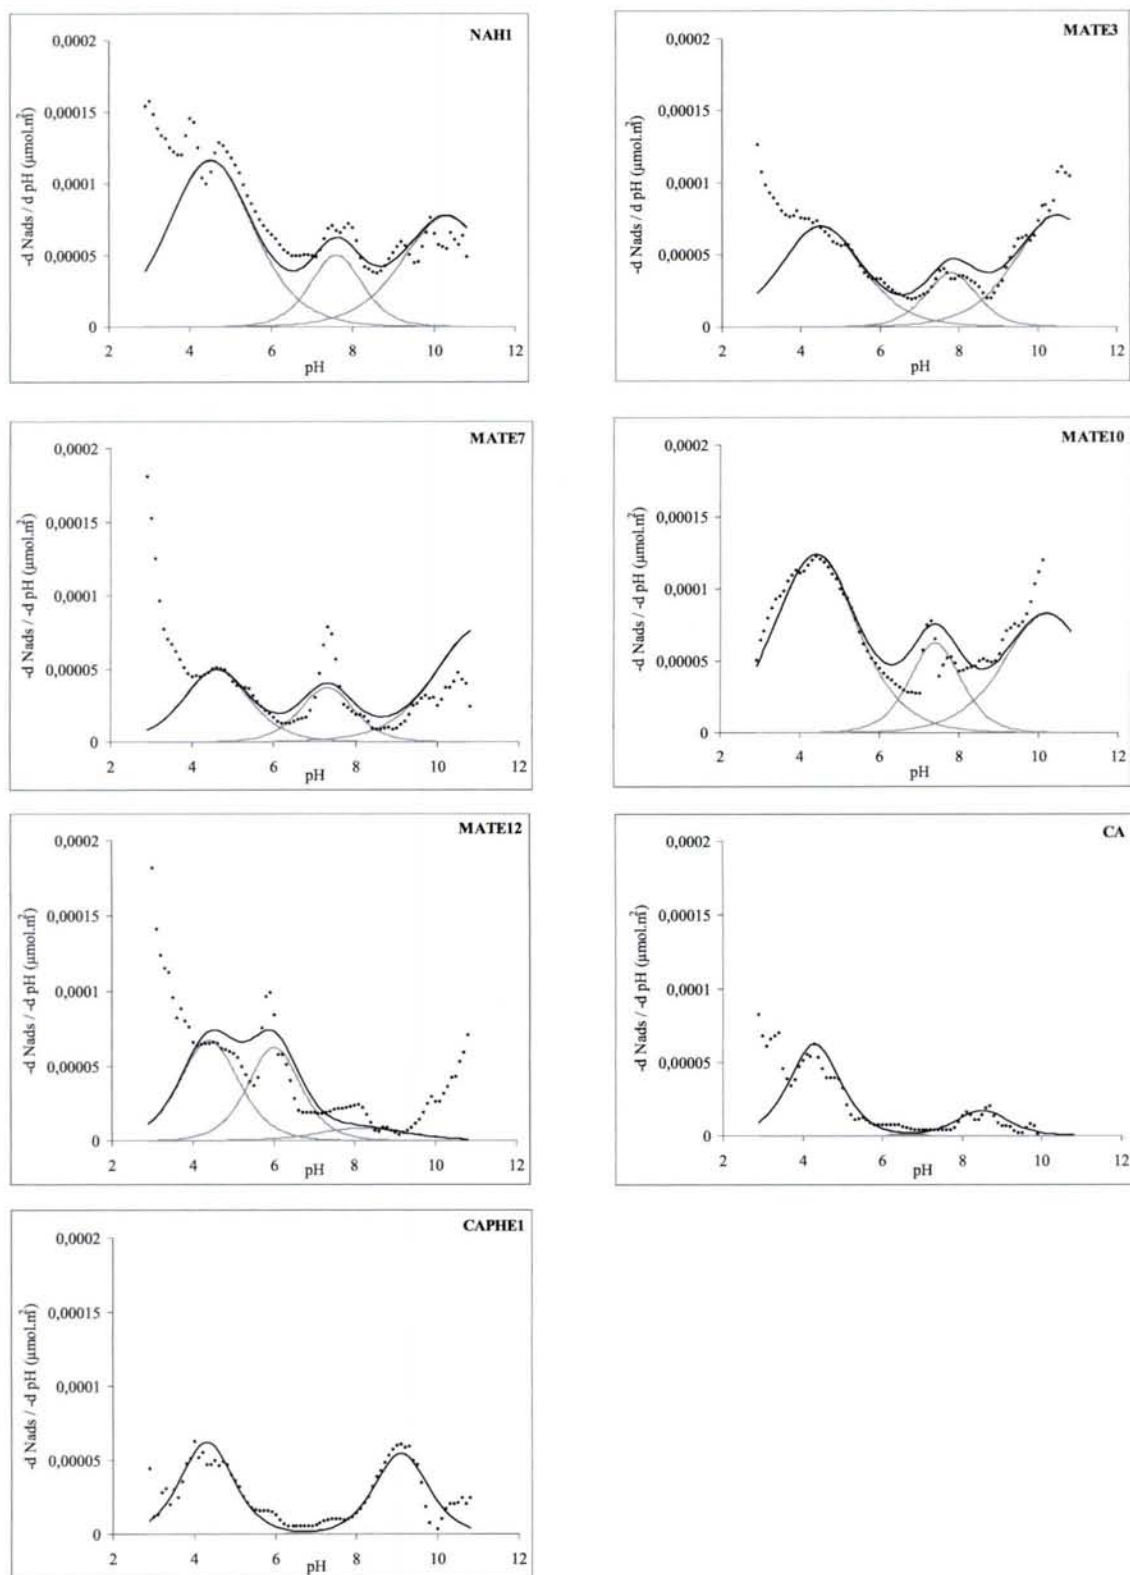 NAH1
-d Nads / d pH (µmol.m²)
0,0002
0,00015
0,0001
0,00005
0
2 4 6 8 10 12
pH
MATE3
-d Nads / d pH (µmol.m²)
0,0002
0,00015
0,0001
0,00005
0
2 4 6 8 10 12
pH
MATE7
-d Nads / -d pH (µmol.m²)
0,0002
0,00015
0,0001
0,00005
0
2 4 6 8 10 12
pH
MATE10
-d Nads / -d pH (µmol.m²)
0,0002
0,00015
0,0001
0,00005
0
2 4 6 8 10 12
pH
MATE12
-d Nads / -d pH (µmol.m²)
0,0002
0,00015
0,0001
0,00005
0
2 4 6 8 10 12
pH
CA
-d Nads / -d pH (µmol.m²)
0,0002
0,00015
0,0001
0,00005
0
2 4 6 8 10 12
pH
CAPHE1
-d Nads / -d pH (µmol.m²)
0,0002
0,00015
0,0001
0,00005
0
2 4 6 8 10 12
pH